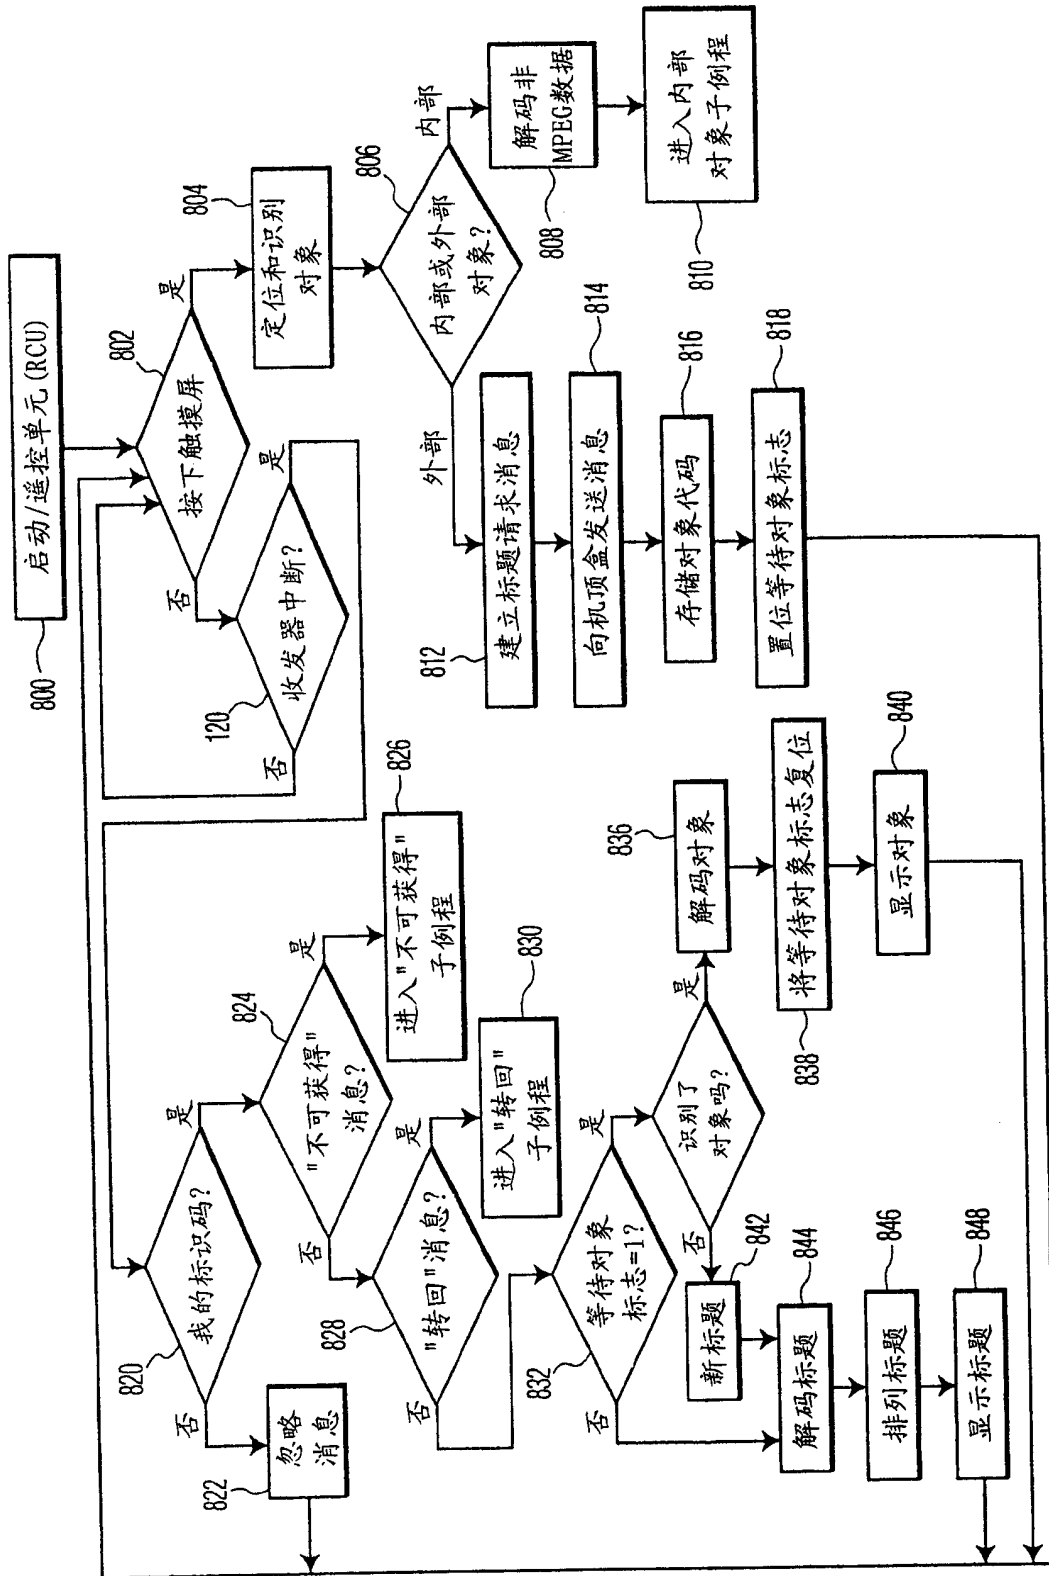 启动/遥控单元(RCU)
800
802
按下触摸屏
是
否
804
定位和识别
对象
806
内部或外部
对象?
内部
外部
解码非
MPEG数据
808
进入内部
对象子例程
810
收发器中断?
120
是
否
建立标题请求消息
812
向机顶盒发送消息
814
存储对象代码
816
置位等待对象标志
818
我的标识码?
820
是
否
忽略
消息
822
"不可获得"
消息?
824
是
否
进入"不可获得"
子例程
826
"转回"消息?
828
是
进入"转回"
子例程
830
等待对象
标志=1?
832
是
否
识别了
对象吗?
是
否
解码对象
836
将等待对象标志复位
838
显示对象
840
新标题
842
解码标题
844
排列标题
846
显示标题
848